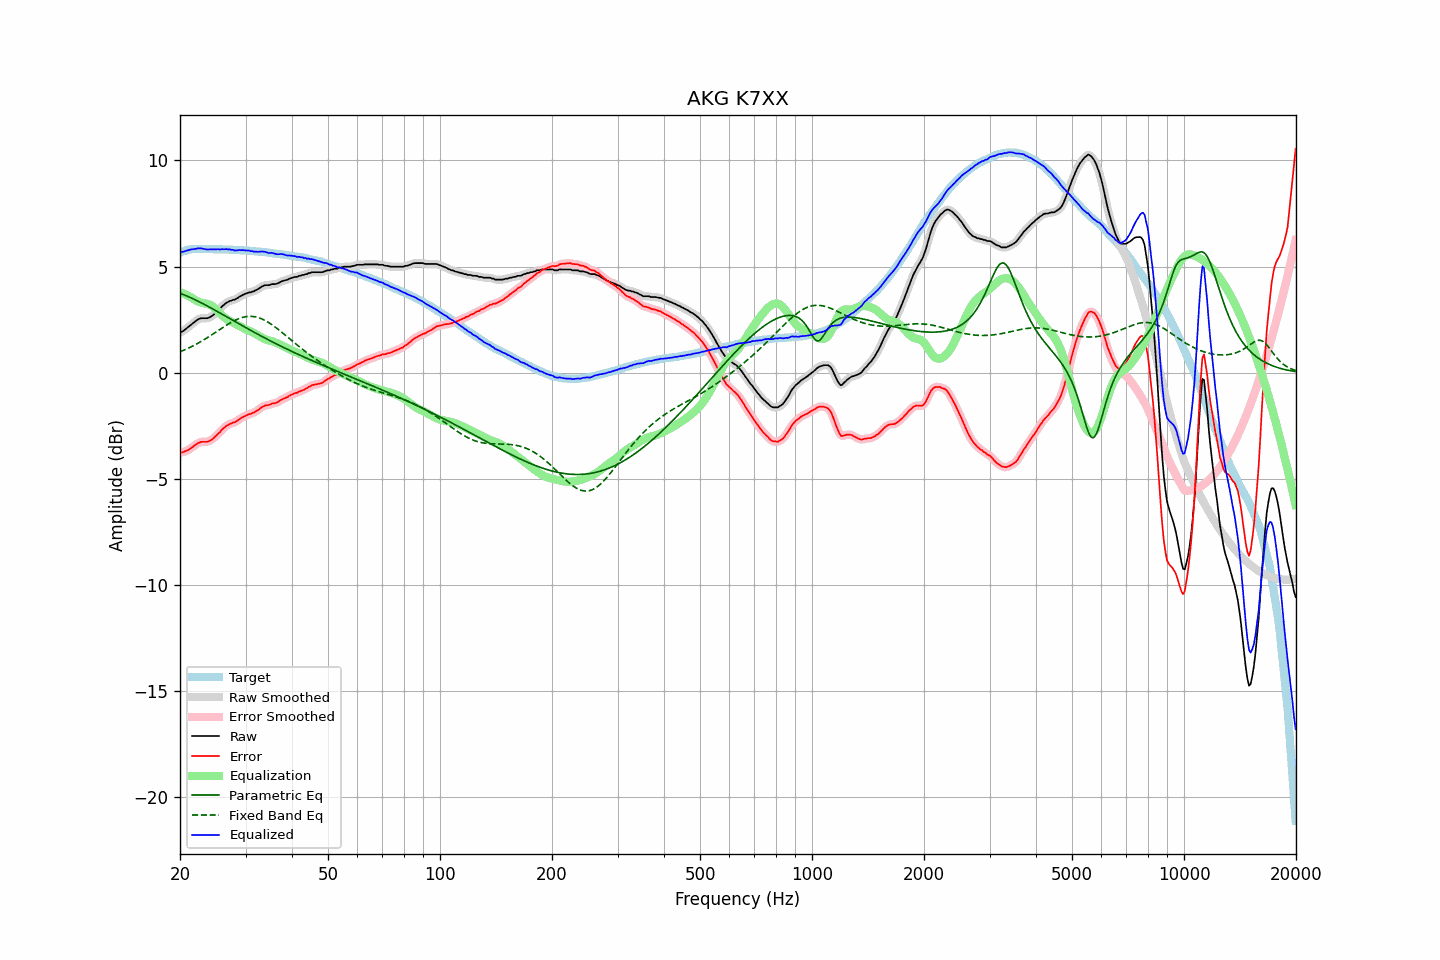 AKG K7XX
Amplitude (dBr)
10
5
0
−5
−10
−15
−20
Target
Raw Smoothed
Error Smoothed
Raw
Error
Equalization
Parametric Eq
Fixed Band Eq
Equalized
20 50 100 200 500 1000 2000 5000 10000 20000
Frequency (Hz)